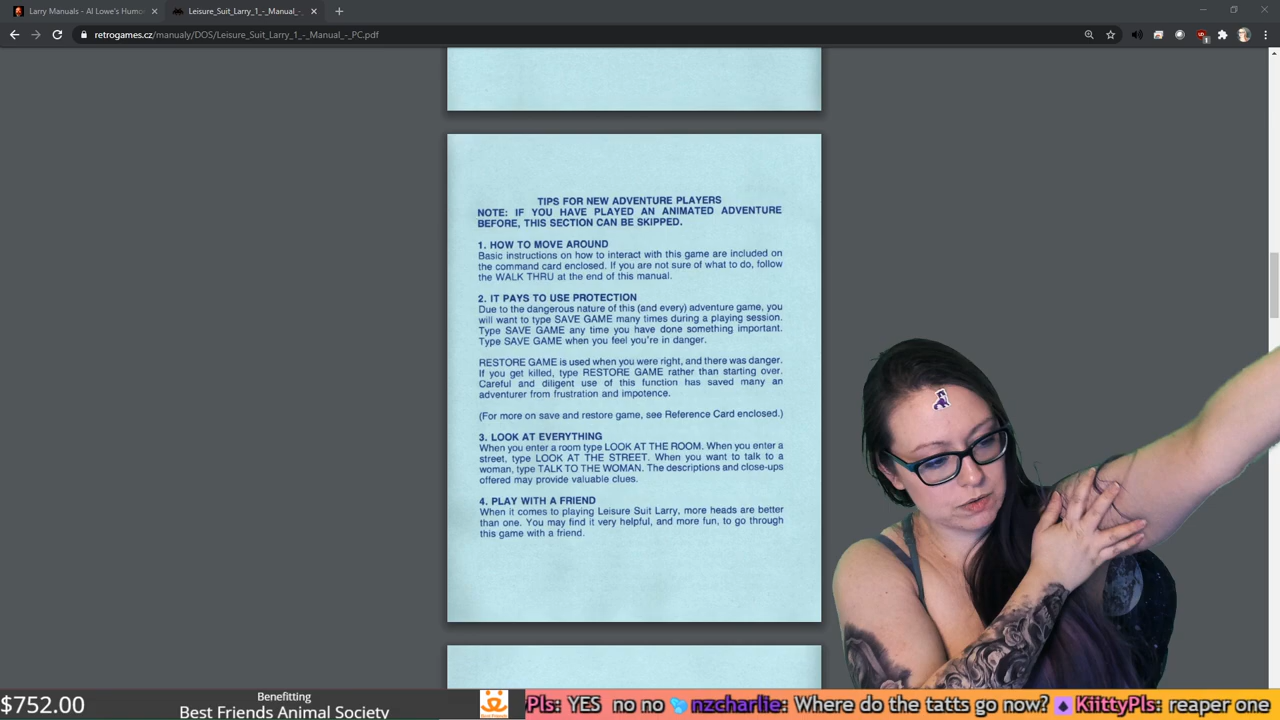 Larry Manuals - Al Lowe's Humo
Leisure_Suit_Larry_1_-_Manual_-_
retrogames.cz/manualy/DOS/Leisure_Suit_Larry_1_-_Manual_-_PC.pdf
TIPS FOR NEW ADVENTURE PLAYERS
NOTE: IF YOU HAVE PLAYED AN ANIMATED ADVENTURE
BEFORE, THIS SECTION CAN BE SKIPPED.
1. HOW TO MOVE AROUND
Basic instructions on how to interact with this game are included on
the command card enclosed. If you are not sure of what to do, follow
the WALK THRU at the end of this manual.
2. IT PAYS TO USE PROTECTION
Due to the dangerous nature of this (and every) adventure game, you
will want to type SAVE GAME many times during a playing session.
Type SAVE GAME any time you have done something important.
Type SAVE GAME when you feel you're in danger.
RESTORE GAME is used when you were right, and there was danger.
If you get killed, type RESTORE GAME rather than starting over.
Careful and diligent use of this function has saved many an
adventurer from frustration and impotence.
(For more on save and restore game, see Reference Card enclosed.)
3. LOOK AT EVERYTHING
When you enter a room type LOOK AT THE ROOM. When you enter a
street, type LOOK AT THE STREET. When you want to talk to a
woman, type TALK TO THE WOMAN. The descriptions and close-ups
offered may provide valuable clues.
4. PLAY WITH A FRIEND
When it comes to playing Leisure Suit Larry, more heads are better
than one. You may find it very helpful, and more fun, to go through
this game with a friend.
$752.00
Benefitting
Best Friends Animal Society
Pls: YES no no nzcharlie: Where do the tatts go now? KiittyPls: reaper one